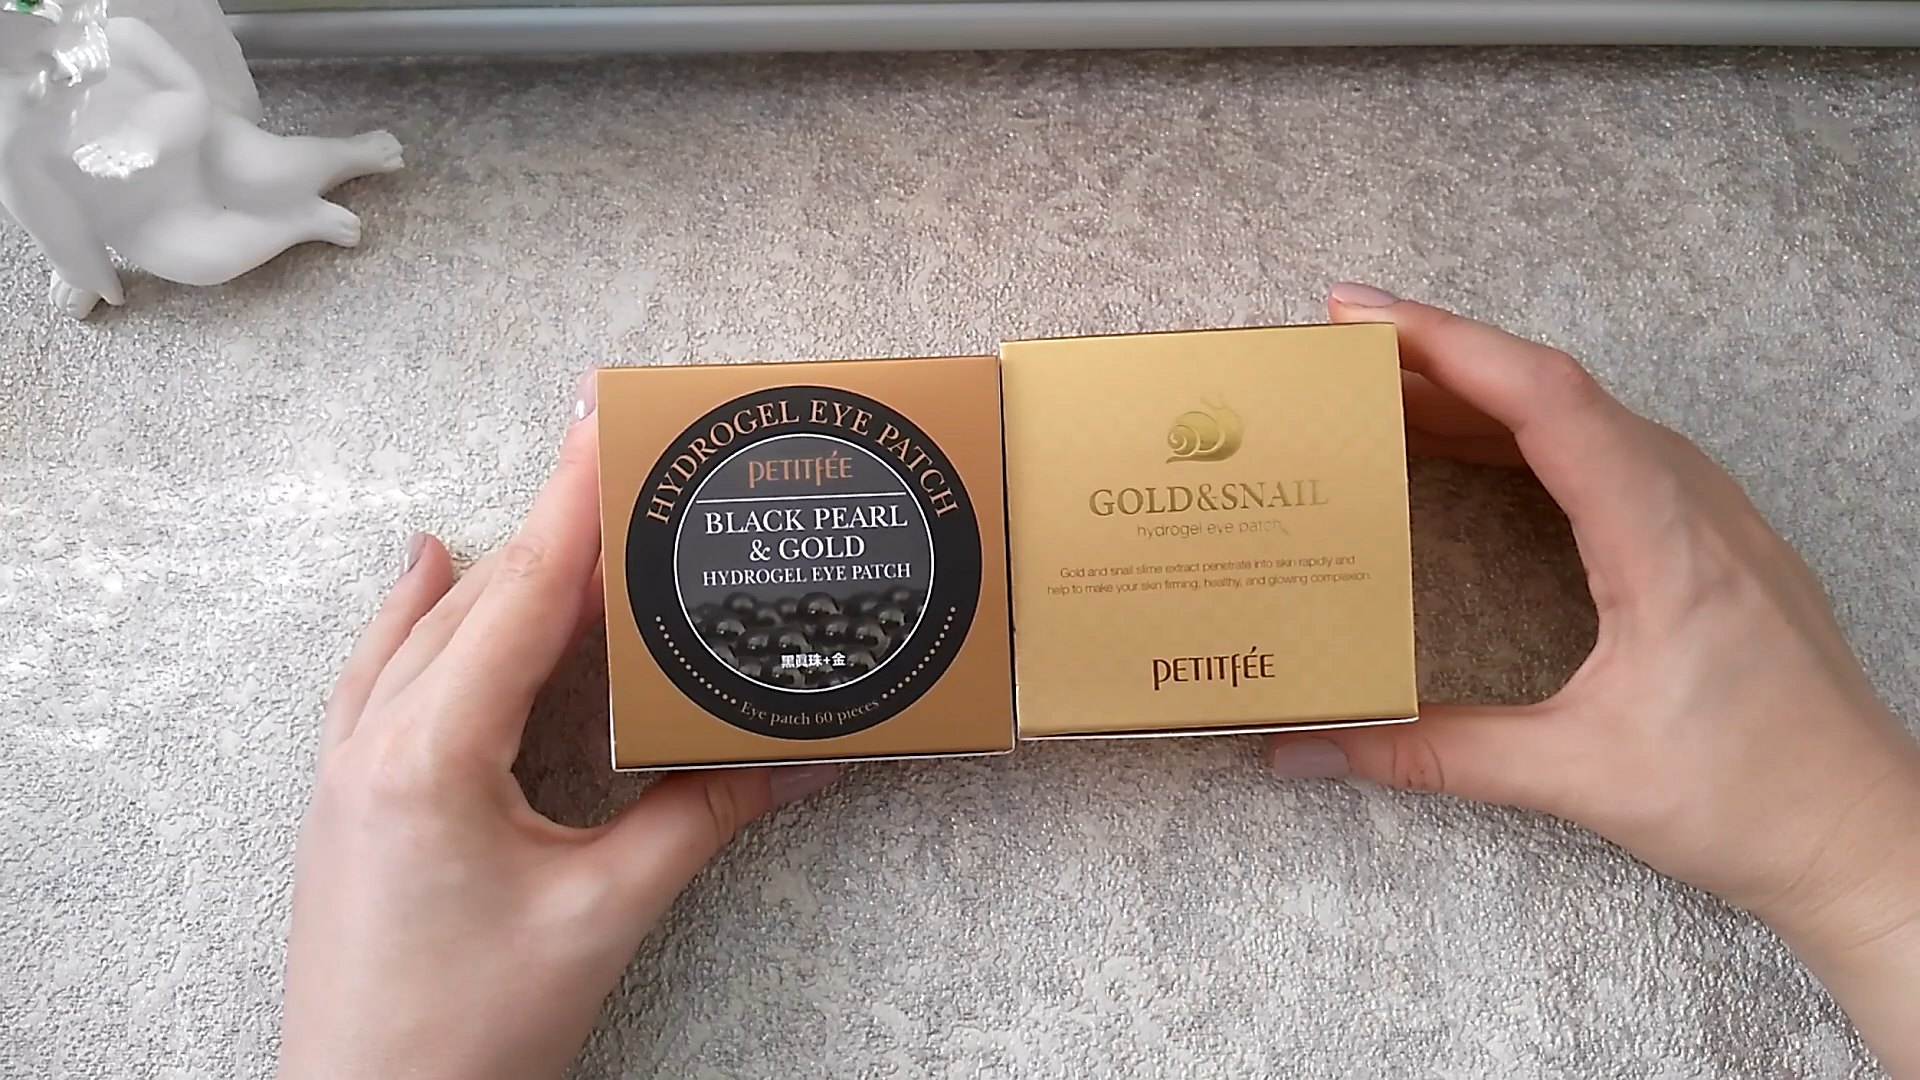 HYDROGEL EYE PATCH
PETITFÉE
BLACK PEARL
& GOLD
HYDROGEL EYE PATCH
黑眞珠+金
Eye patch 60 pieces
GOLD&SNAIL
hydrogel eye patch
Gold and snail slime extract penetrate into skin rapidly and
help to make your skin firming, healthy, and glowing complexion.
PETITFÉE